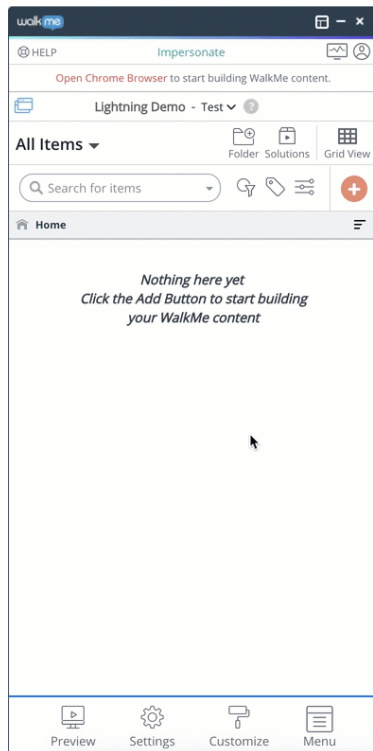 walkme
HELP
Impersonate
Open Chrome Browser to start building WalkMe content.
Lightning Demo - Test ?
All Items
Folder Solutions Grid View
Search for items
+
Home
Nothing here yet
Click the Add Button to start building
your WalkMe content
Preview Settings Customize Menu